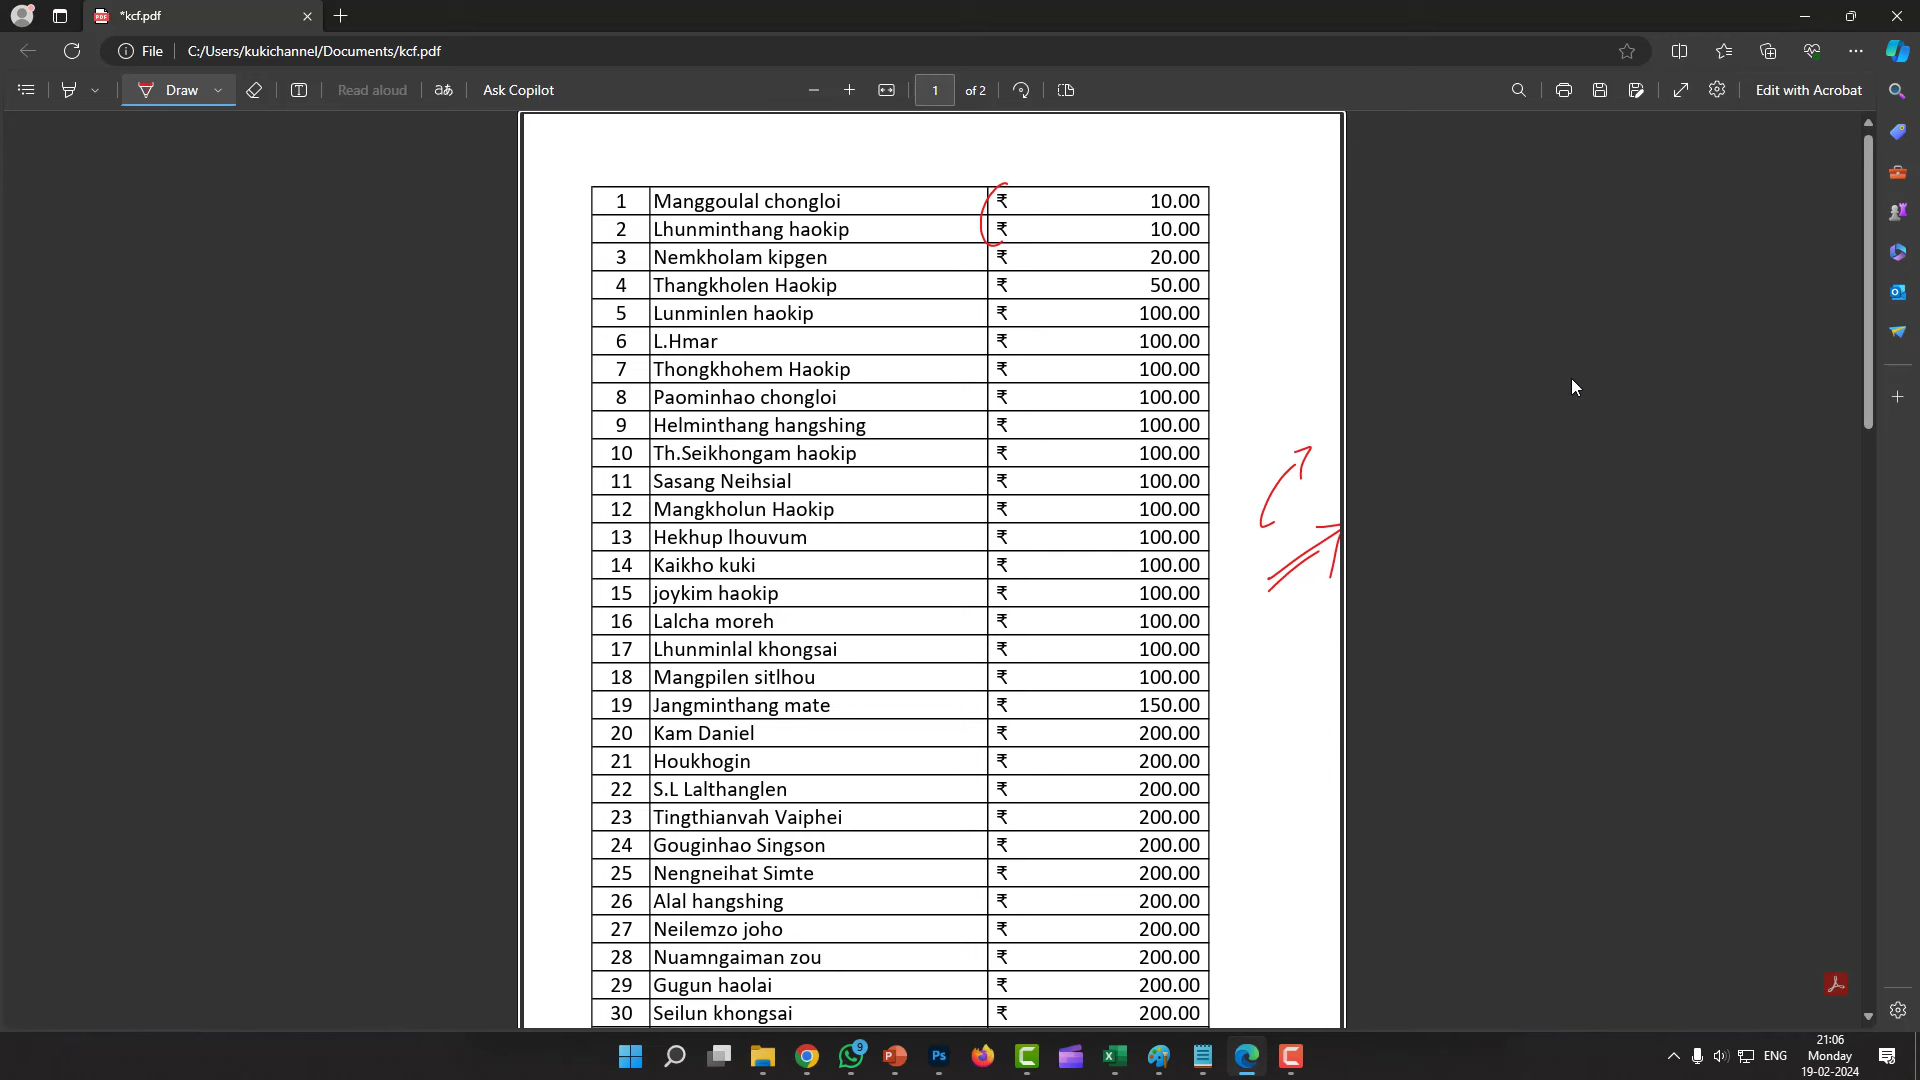 *kcf.pdf
File C:/Users/kukichannel/Documents/kcf.pdf
Draw Read aloud Ask Copilot 1 of 2 Edit with Acrobat
1 Manggoulal chongloi ₹ 10.00
2 Lhunminthang haokip ₹ 10.00
3 Nemkholam kipgen ₹ 20.00
4 Thangkholen Haokip ₹ 50.00
5 Lunminlen haokip ₹ 100.00
6 L.Hmar ₹ 100.00
7 Thongkhohem Haokip ₹ 100.00
8 Paominhao chongloi ₹ 100.00
9 Helminthang hangshing ₹ 100.00
10 Th.Seikhongam haokip ₹ 100.00
11 Sasang Neihsial ₹ 100.00
12 Mangkholun Haokip ₹ 100.00
13 Hekhup lhouvum ₹ 100.00
14 Kaikho kuki ₹ 100.00
15 joykim haokip ₹ 100.00
16 Lalcha moreh ₹ 100.00
17 Lhunminlal khongsai ₹ 100.00
18 Mangpilen sitlhou ₹ 100.00
19 Jangminthang mate ₹ 150.00
20 Kam Daniel ₹ 200.00
21 Houkhogin ₹ 200.00
22 S.L Lalthanglen ₹ 200.00
23 Tingthianvah Vaiphei ₹ 200.00
24 Gouginhao Singson ₹ 200.00
25 Nengneihat Simte ₹ 200.00
26 Alal hangshing ₹ 200.00
27 Neilemzo joho ₹ 200.00
28 Nuamngaiman zou ₹ 200.00
29 Gugun haolai ₹ 200.00
30 Seilun khongsai ₹ 200.00
9
ENG
21:06
Monday
19-02-2024